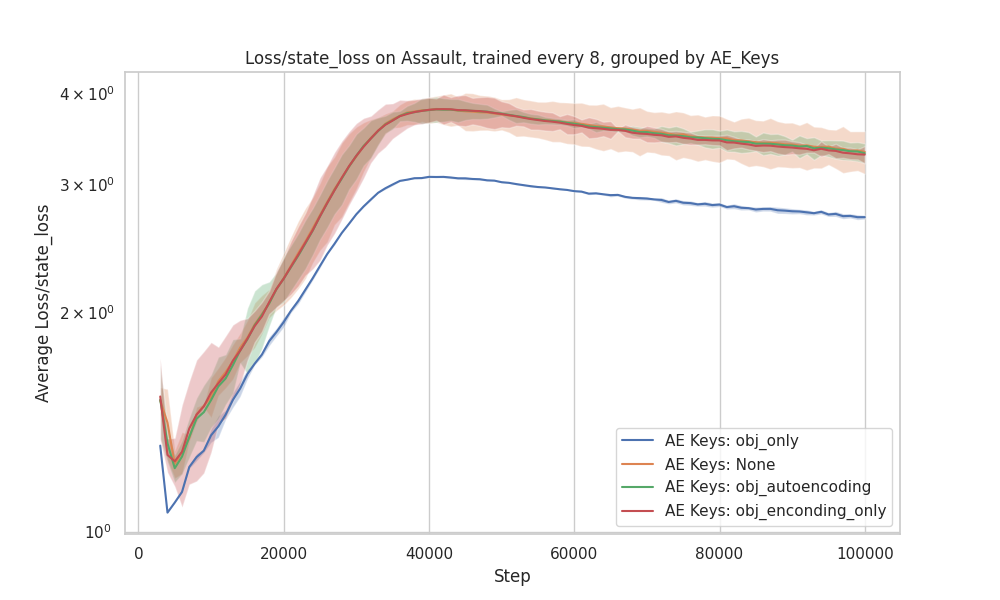 Loss/state_loss on Assault, trained every 8, grouped by AE_Keys
Average Loss/state_loss
4 × 10⁰
3 × 10⁰
2 × 10⁰
10⁰
AE Keys: obj_only
AE Keys: None
AE Keys: obj_autoencoding
AE Keys: obj_enconding_only
0 20000 40000 60000 80000 100000
Step